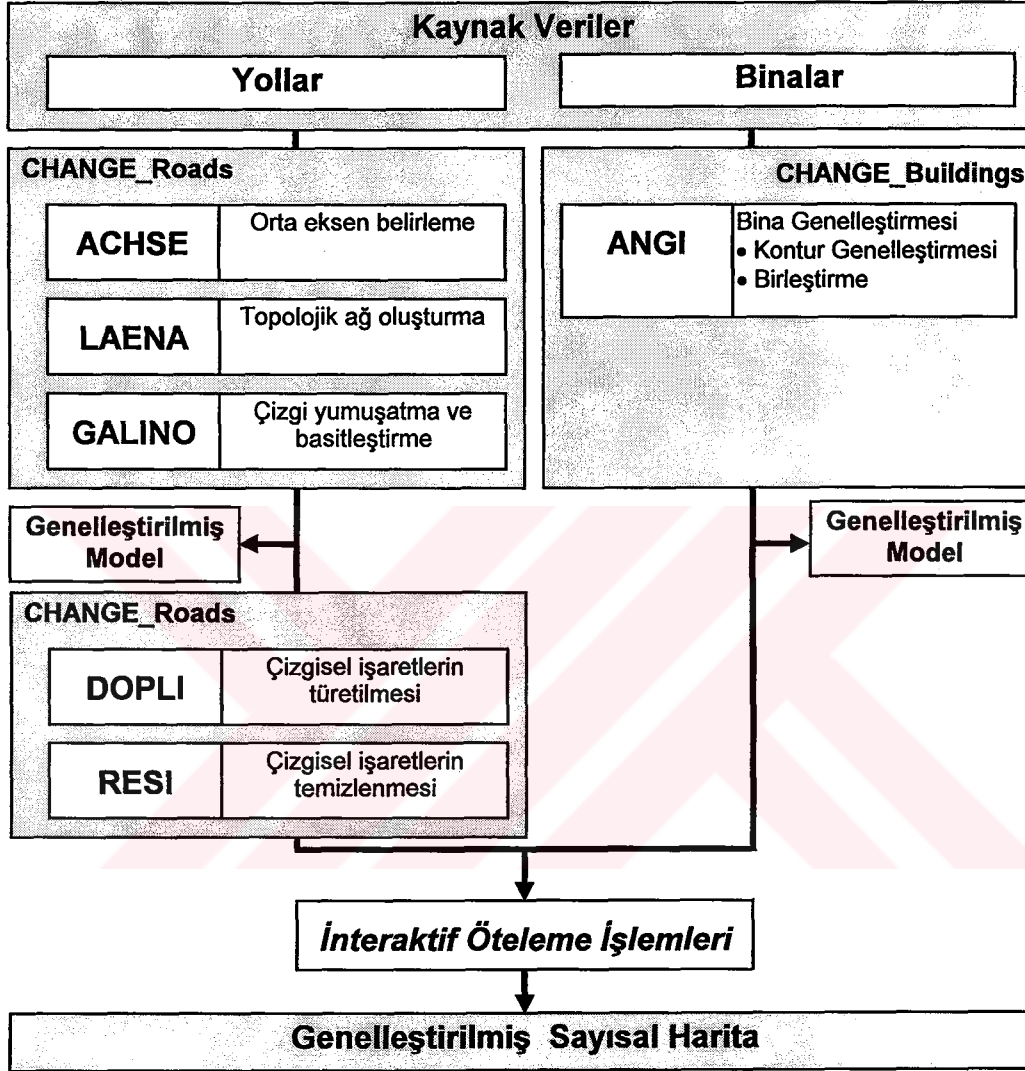 Kaynak Veriler
Yollar
Binalar
CHANGE_Roads
ACHSE
Orta eksen belirleme
LAENA
Topolojik ağ oluşturma
GALINO
Çizgi yumuşatma ve
basitleştirme
CHANGE_Buildings
ANGI
Bina Genelleştirmesi
• Kontur Genelleştirmesi
• Birleştirme
Genelleştirilmiş
Model
Genelleştirilmiş
Model
CHANGE_Roads
DOPLI
Çizgisel işaretlerin
türetilmesi
RESI
Çizgisel işaretlerin
temizlenmesi
İnteraktif Öteleme İşlemleri
Genelleştirilmiş Sayısal Harita